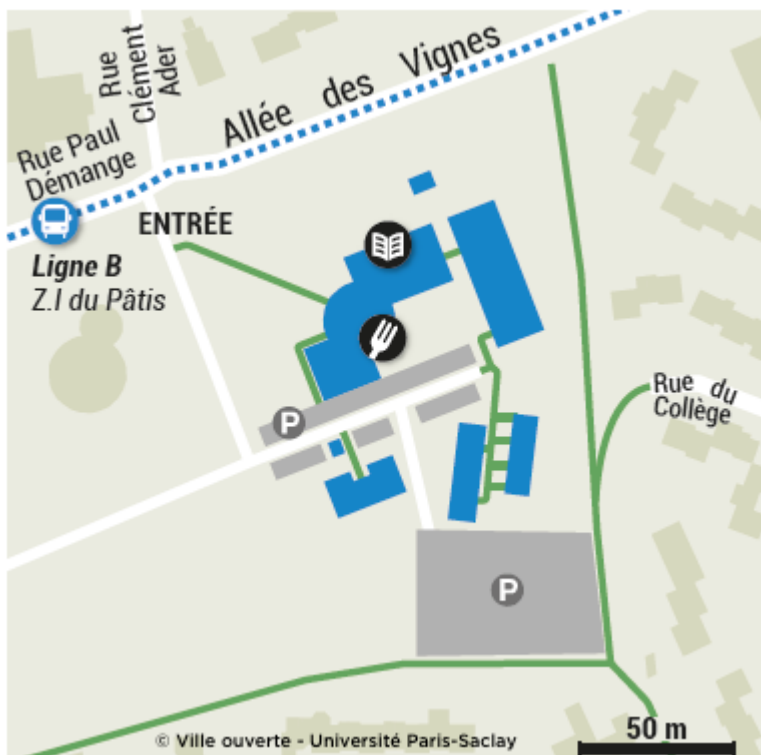 Rue
Clément
Ader
Allée des Vignes
Rue Paul
Démange
ENTRÉE
Ligne B
Z.I du Pâtis
P
Rue du
Collège
P
© Ville ouverte - Université Paris-Saclay
50 m